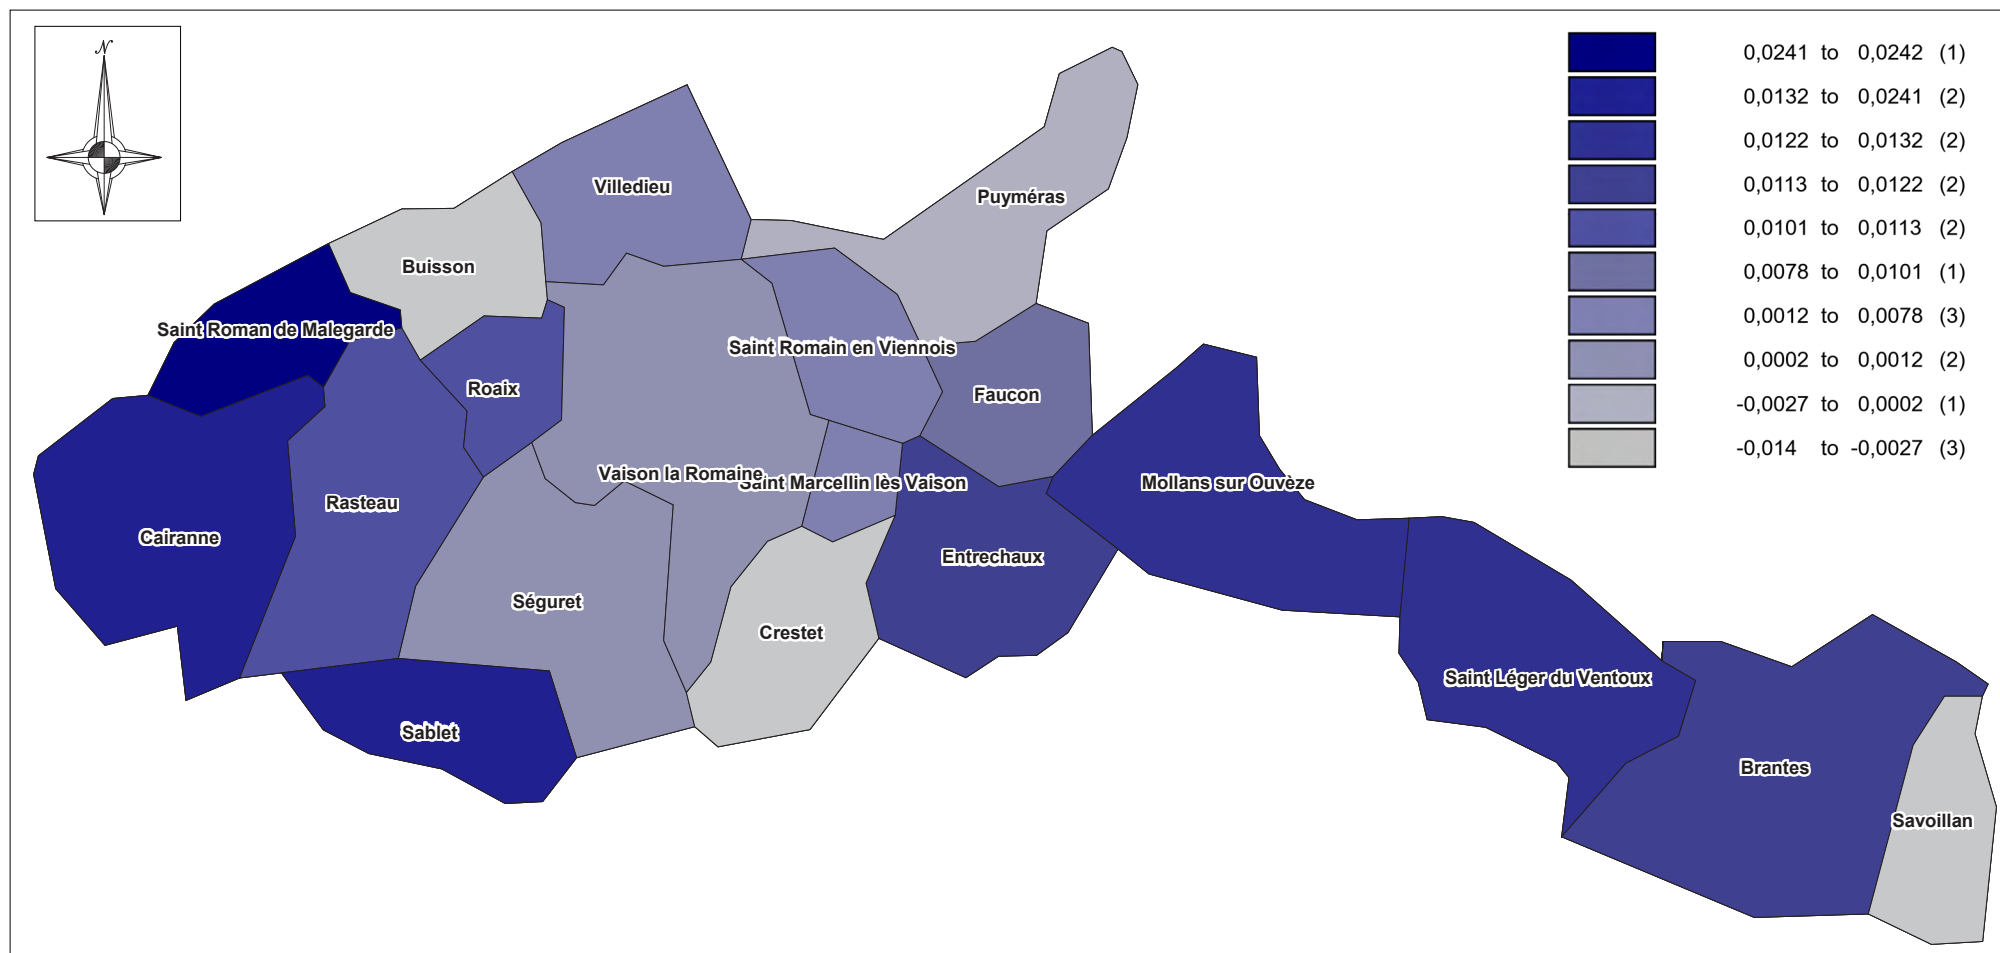 N
0,0241 to 0,0242 (1)
0,0132 to 0,0241 (2)
0,0122 to 0,0132 (2)
0,0113 to 0,0122 (2)
0,0101 to 0,0113 (2)
0,0078 to 0,0101 (1)
0,0012 to 0,0078 (3)
0,0002 to 0,0012 (2)
-0,0027 to 0,0002 (1)
-0,014 to -0,0027 (3)
Villedieu
Puyméras
Buisson
Saint Roman de Malegarde
Saint Romain en Viennois
Roaix
Faucon
Vaison la Romaine
Saint Marcellin lès Vaison
Mollans sur Ouvèze
Rasteau
Cairanne
Entrechaux
Séguret
Crestet
Saint Léger du Ventoux
Sablet
Brantes
Savoillan